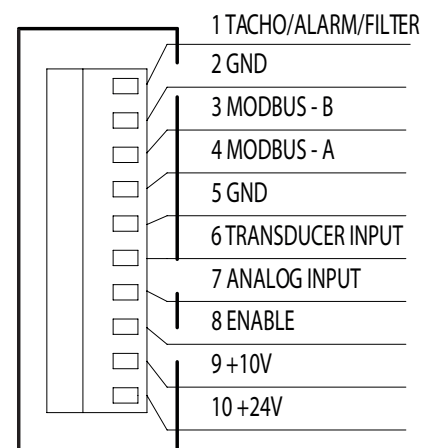 1 TACHO/ALARM/FILTER
2 GND
3 MODBUS - B
4 MODBUS - A
5 GND
6 TRANSDUCER INPUT
7 ANALOG INPUT
8 ENABLE
9 +10V
10 +24V